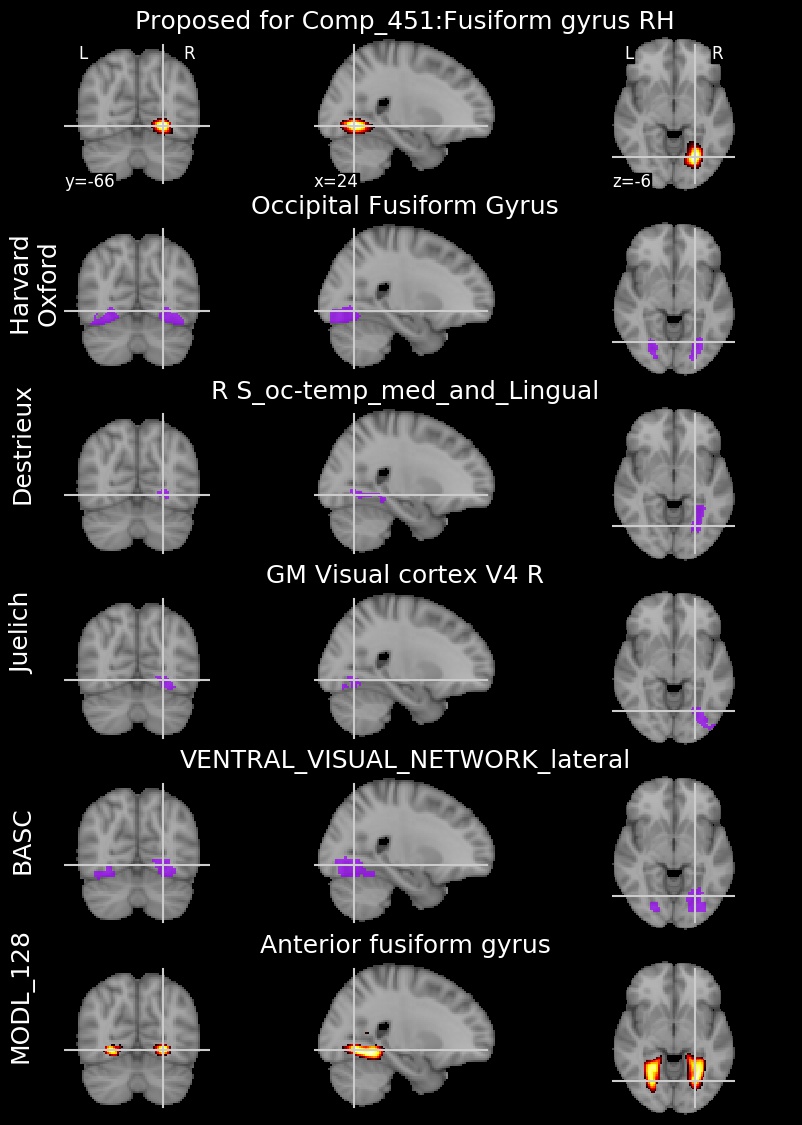 Proposed for Comp_451:Fusiform gyrus RH
L R
L R
y=-66
x=24
z=-6
Occipital Fusiform Gyrus
Harvard
Oxford
R S_oc-temp_med_and_Lingual
Destrieux
GM Visual cortex V4 R
Juelich
VENTRAL_VISUAL_NETWORK_lateral
BASC
Anterior fusiform gyrus
MODL_128